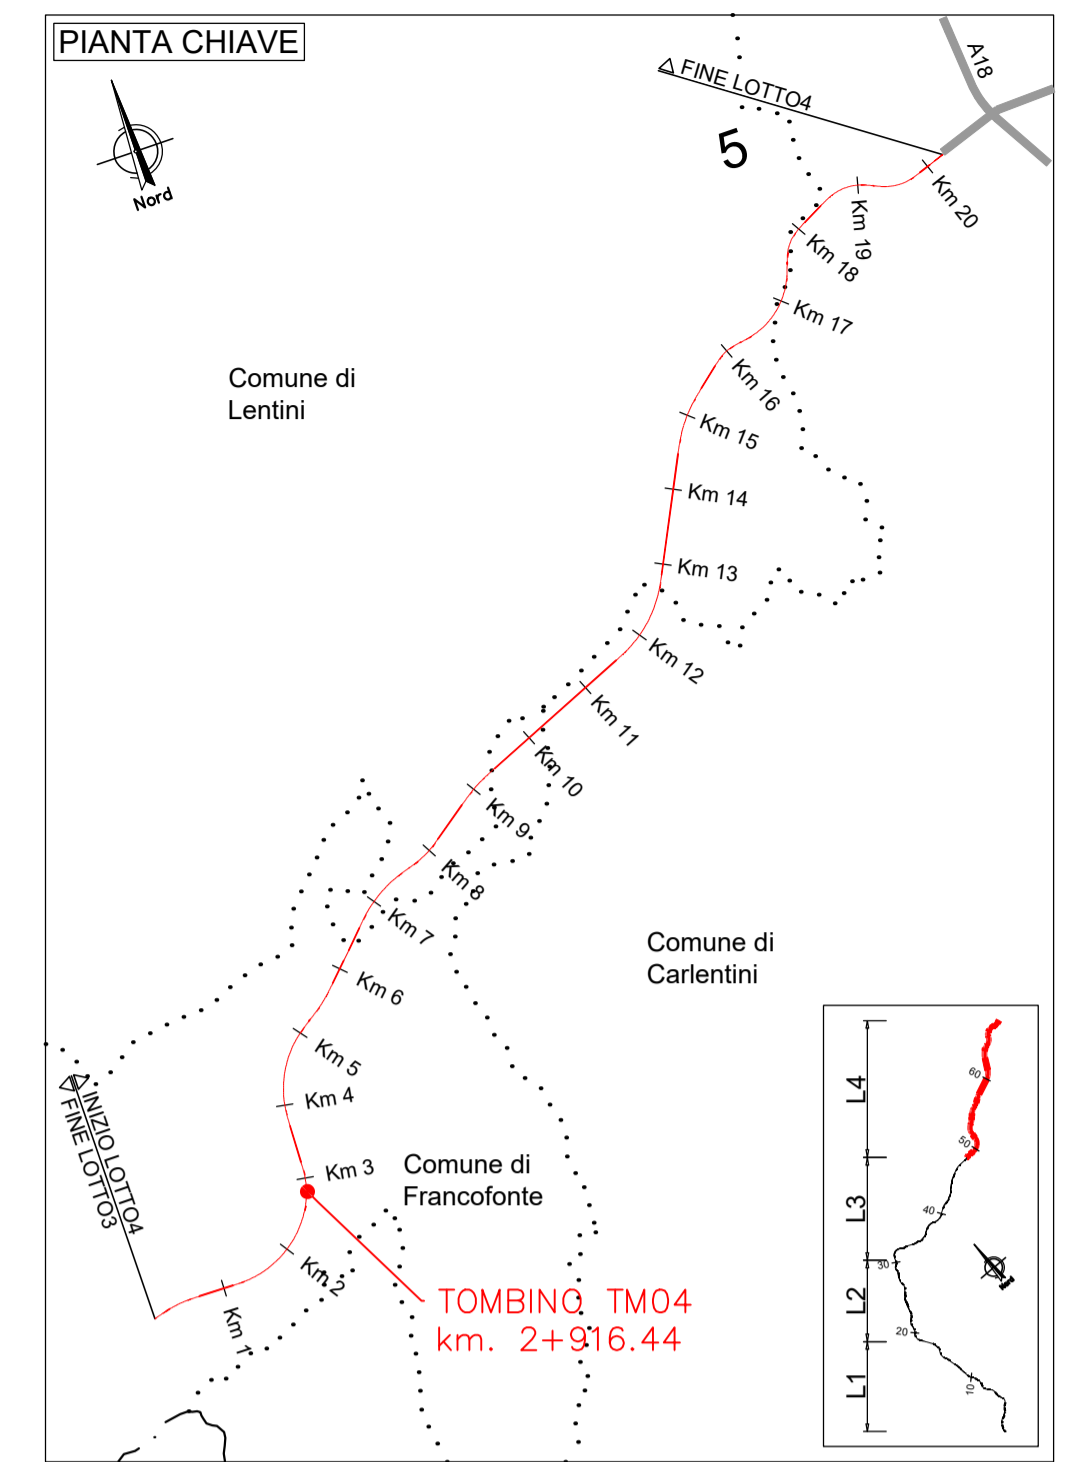 PIANTA CHIAVE
Nord
FINE LOTTO4
A18
5
Km 20
Km 19
Km 18
Km 17
Comune di
Lentini
Km 16
Km 15
Km 14
Km 13
Km 12
Km 11
Km 10
Km 9
Km 8
Km 7
Comune di
Carlentini
Km 6
Km 5
Km 4
Km 3
Comune di
Francofonte
INIZIO LOTTO4
FINE LOTTO3
Km 2
Km 1
TOMBINO TM04
km. 2+916.44
L4
L3
L2
L1
60
50
40
30
20
10